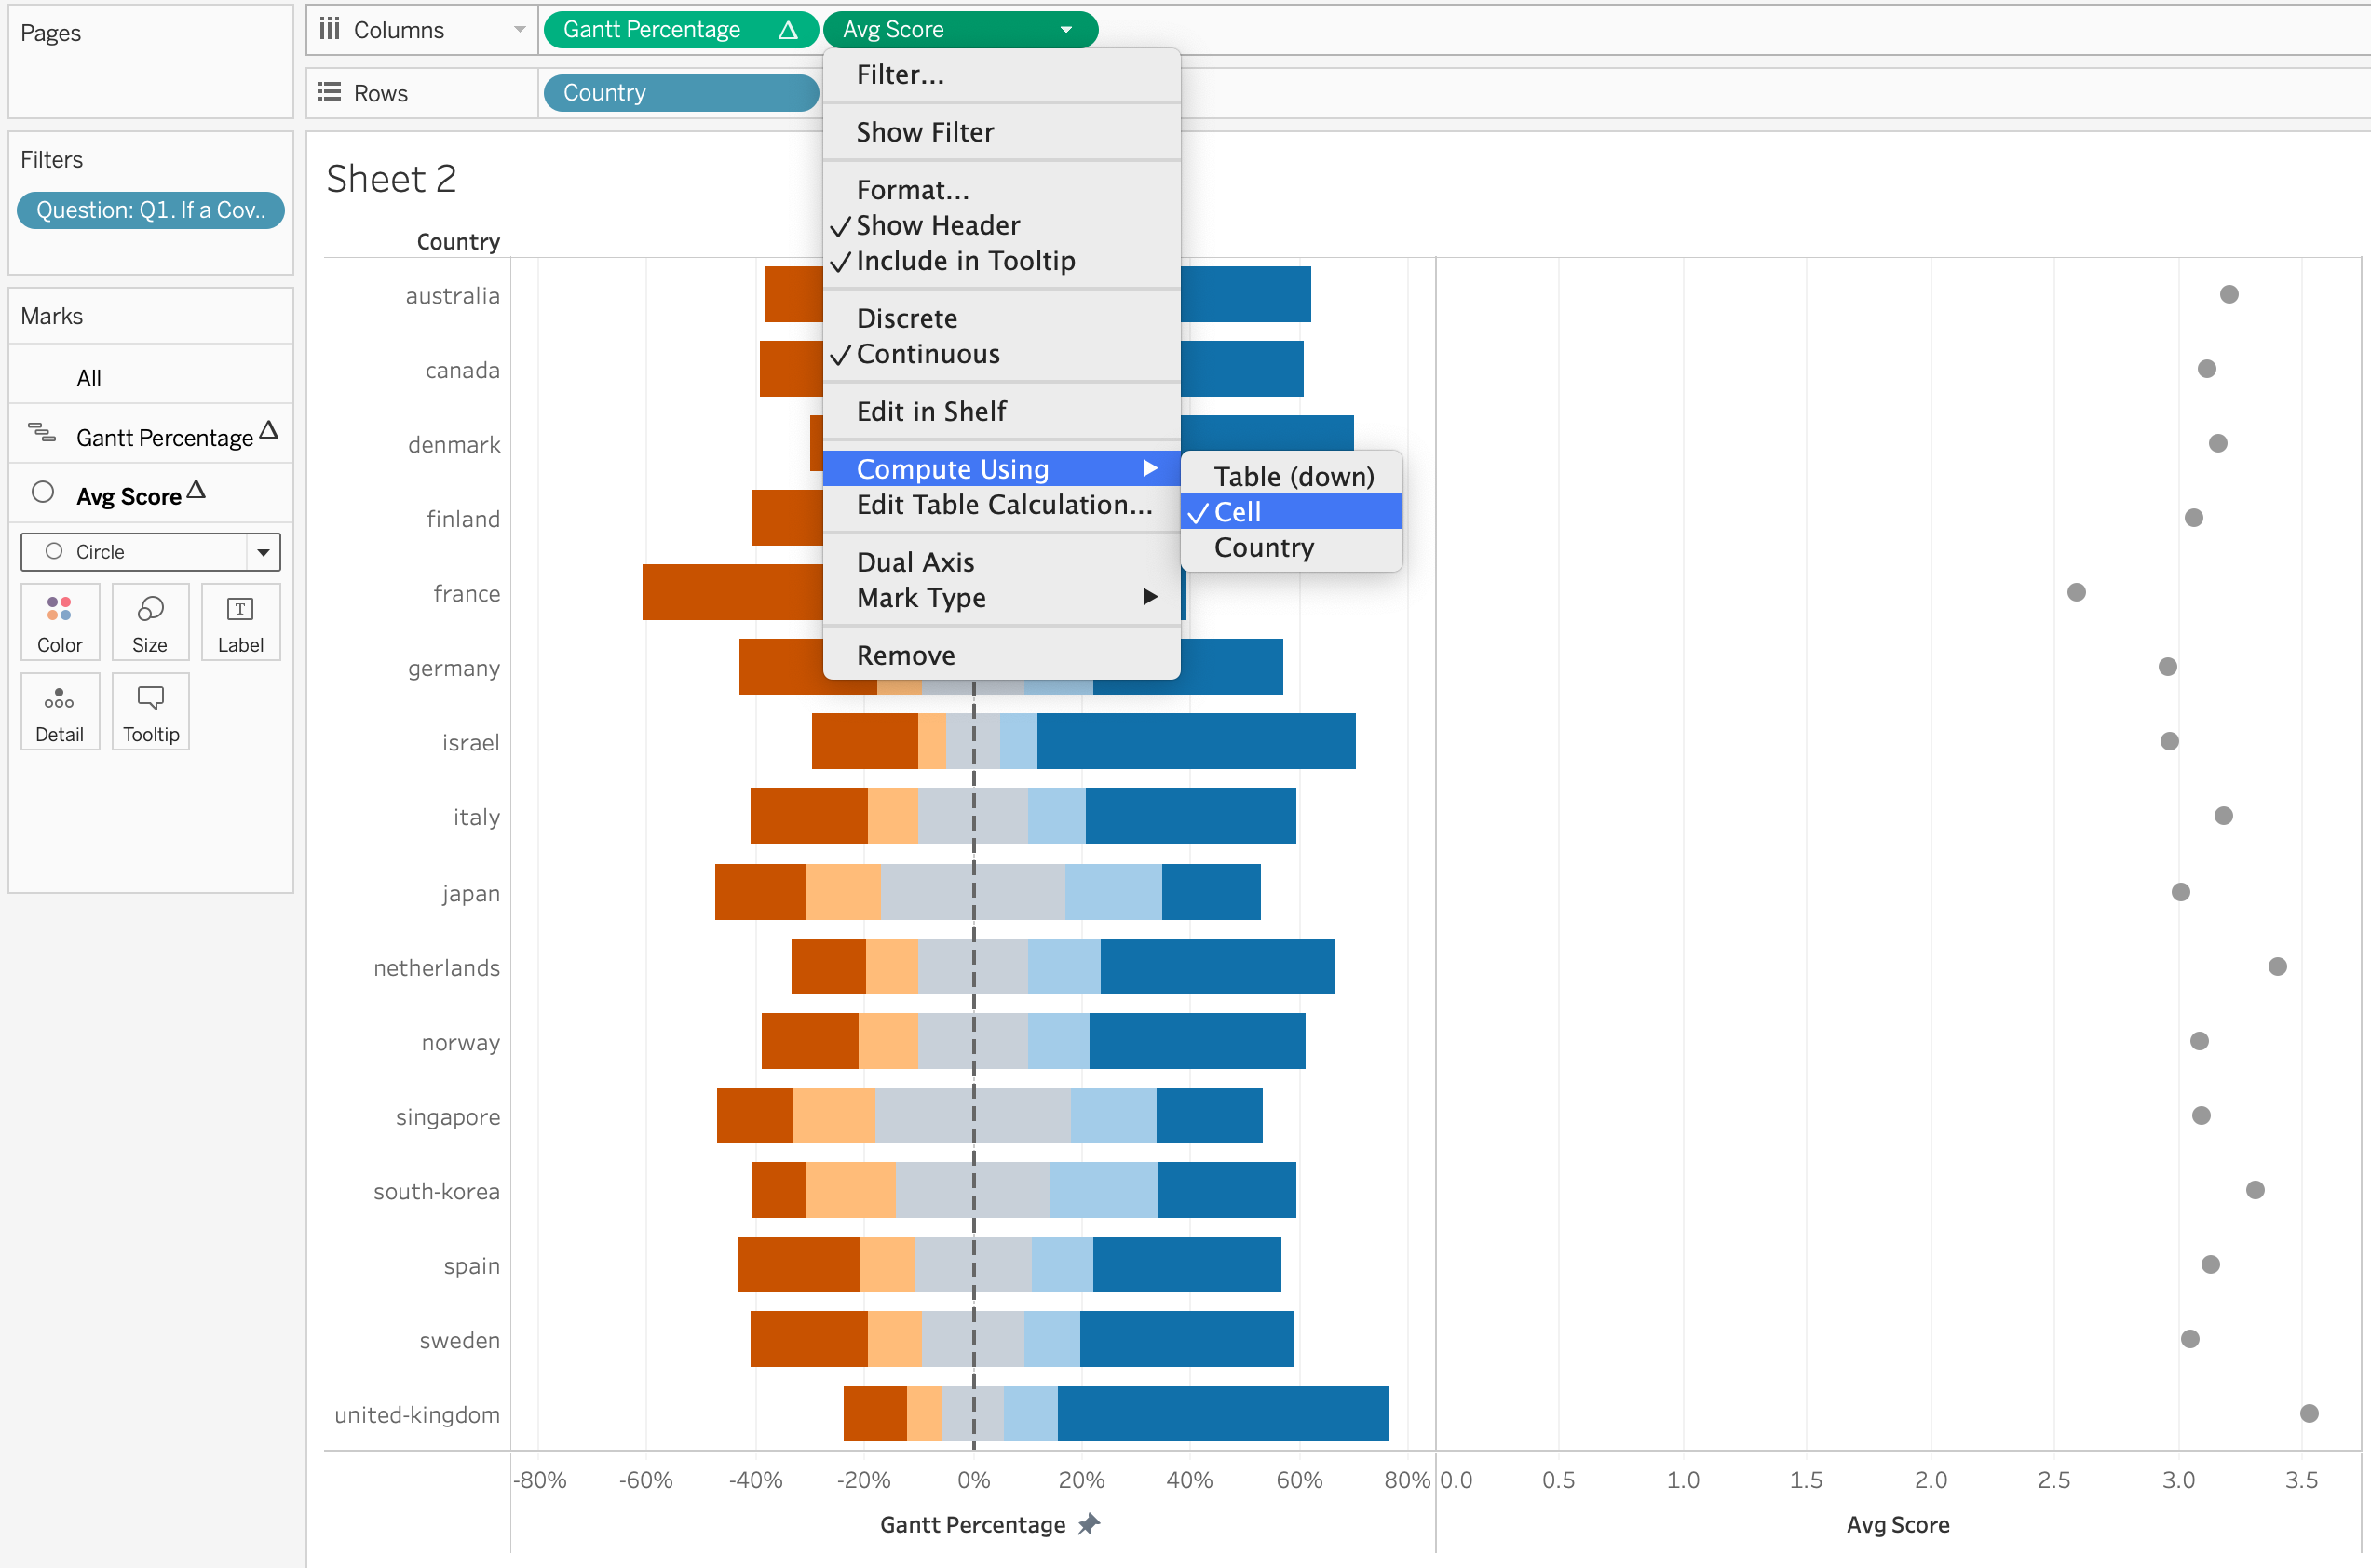 Pages
Columns
Gantt Percentage Δ
Avg Score
Rows
Country
Filters
Question: Q1. If a Cov..
Marks
All
Gantt Percentage Δ
Avg Score Δ
Circle
Color
Size
Label
Detail
Tooltip
Filter...
Show Filter
Format...
✓ Show Header
✓ Include in Tooltip
Discrete
✓ Continuous
Edit in Shelf
Compute Using
Edit Table Calculation...
Dual Axis
Mark Type
Remove
Table (down)
✓ Cell
Country
Sheet 2
Country
australia
canada
denmark
finland
france
germany
israel
italy
japan
netherlands
norway
singapore
south-korea
spain
sweden
united-kingdom
-80% -60% -40% -20% 0% 20% 40% 60% 80%
0.0 0.5 1.0 1.5 2.0 2.5 3.0 3.5
Gantt Percentage
Avg Score